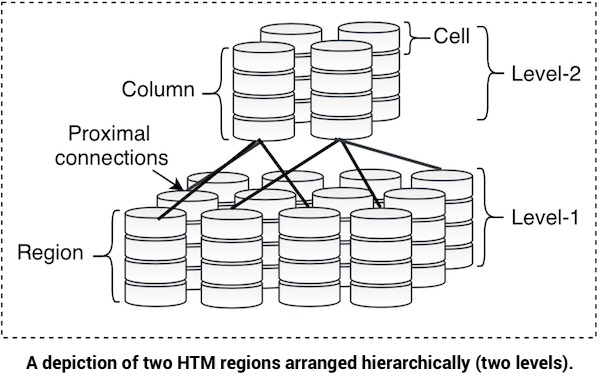 Cell
Level-2
Column
Proximal
connections
Level-1
Region
A depiction of two HTM regions arranged hierarchically (two levels).